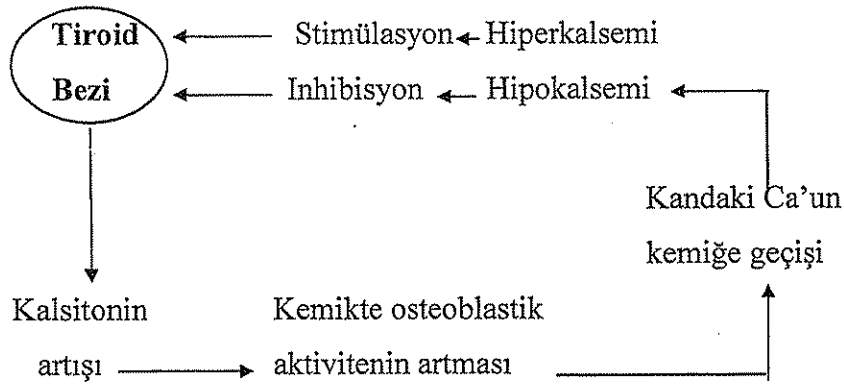 Tiroid Stimülasyon Hiperkalsemi
Bezi Inhibisyon Hipokalsemi
Kandaki Ca'un
kemiğe geçişi
Kalsitonin Kemikte osteoblastik
artışı aktivitenin artması